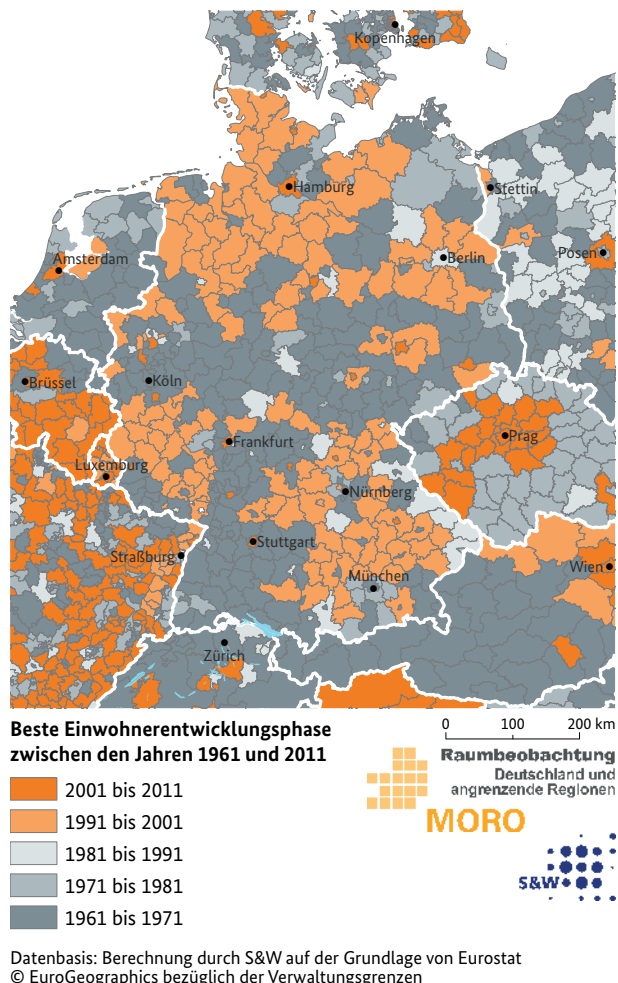 Kopenhagen
Hamburg
Stettin
Amsterdam
Berlin
Posen
Brüssel
Köln
Prag
Frankfurt
Luxemburg
Nürnberg
Stuttgart
Straßburg
Wien
München
Zürich
Beste Einwohnerentwicklungsphase
zwischen den Jahren 1961 und 2011
0 100 200 km
2001 bis 2011
1991 bis 2001
1981 bis 1991
1971 bis 1981
1961 bis 1971
Raumbeobachtung
Deutschland und
angrenzende Regionen
MORO
S&W
Datenbasis: Berechnung durch S&W auf der Grundlage von Eurostat
© EuroGeographics bezüglich der Verwaltungsgrenzen